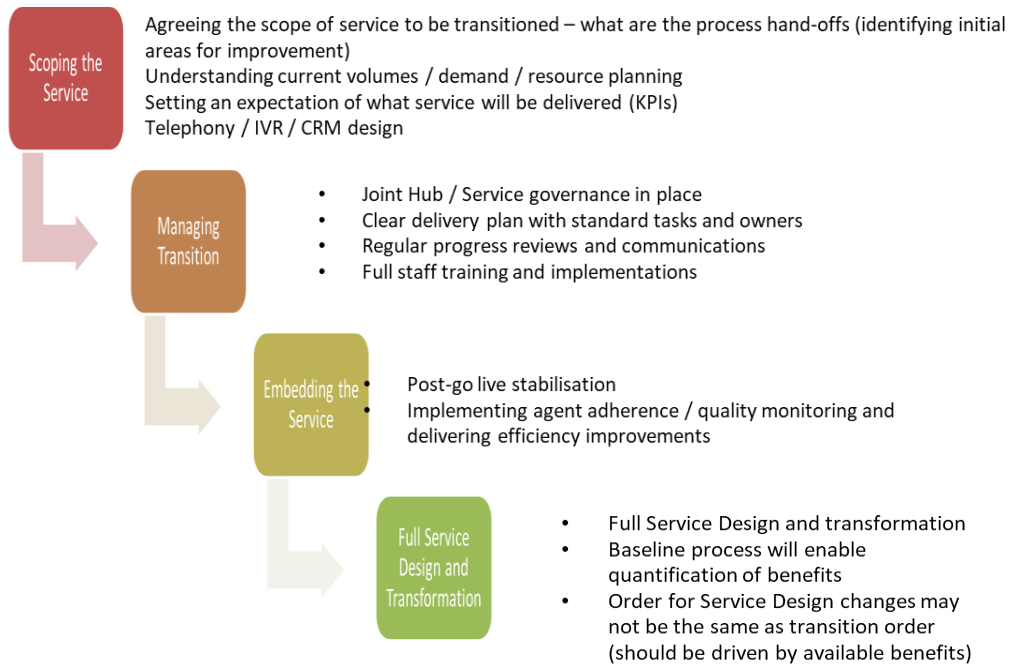 Scoping the
Service
Agreeing the scope of service to be transitioned – what are the process hand-offs (identifying initial
areas for improvement)
Understanding current volumes / demand / resource planning
Setting an expectation of what service will be delivered (KPIs)
Telephony / IVR / CRM design
Managing
Transition
• Joint Hub / Service governance in place
• Clear delivery plan with standard tasks and owners
• Regular progress reviews and communications
• Full staff training and implementations
Embedding the
Service
• Post-go live stabilisation
• Implementing agent adherence / quality monitoring and
delivering efficiency improvements
Full Service
Design and
Transformation
• Full Service Design and transformation
• Baseline process will enable
quantification of benefits
• Order for Service Design changes may
not be the same as transition order
(should be driven by available benefits)